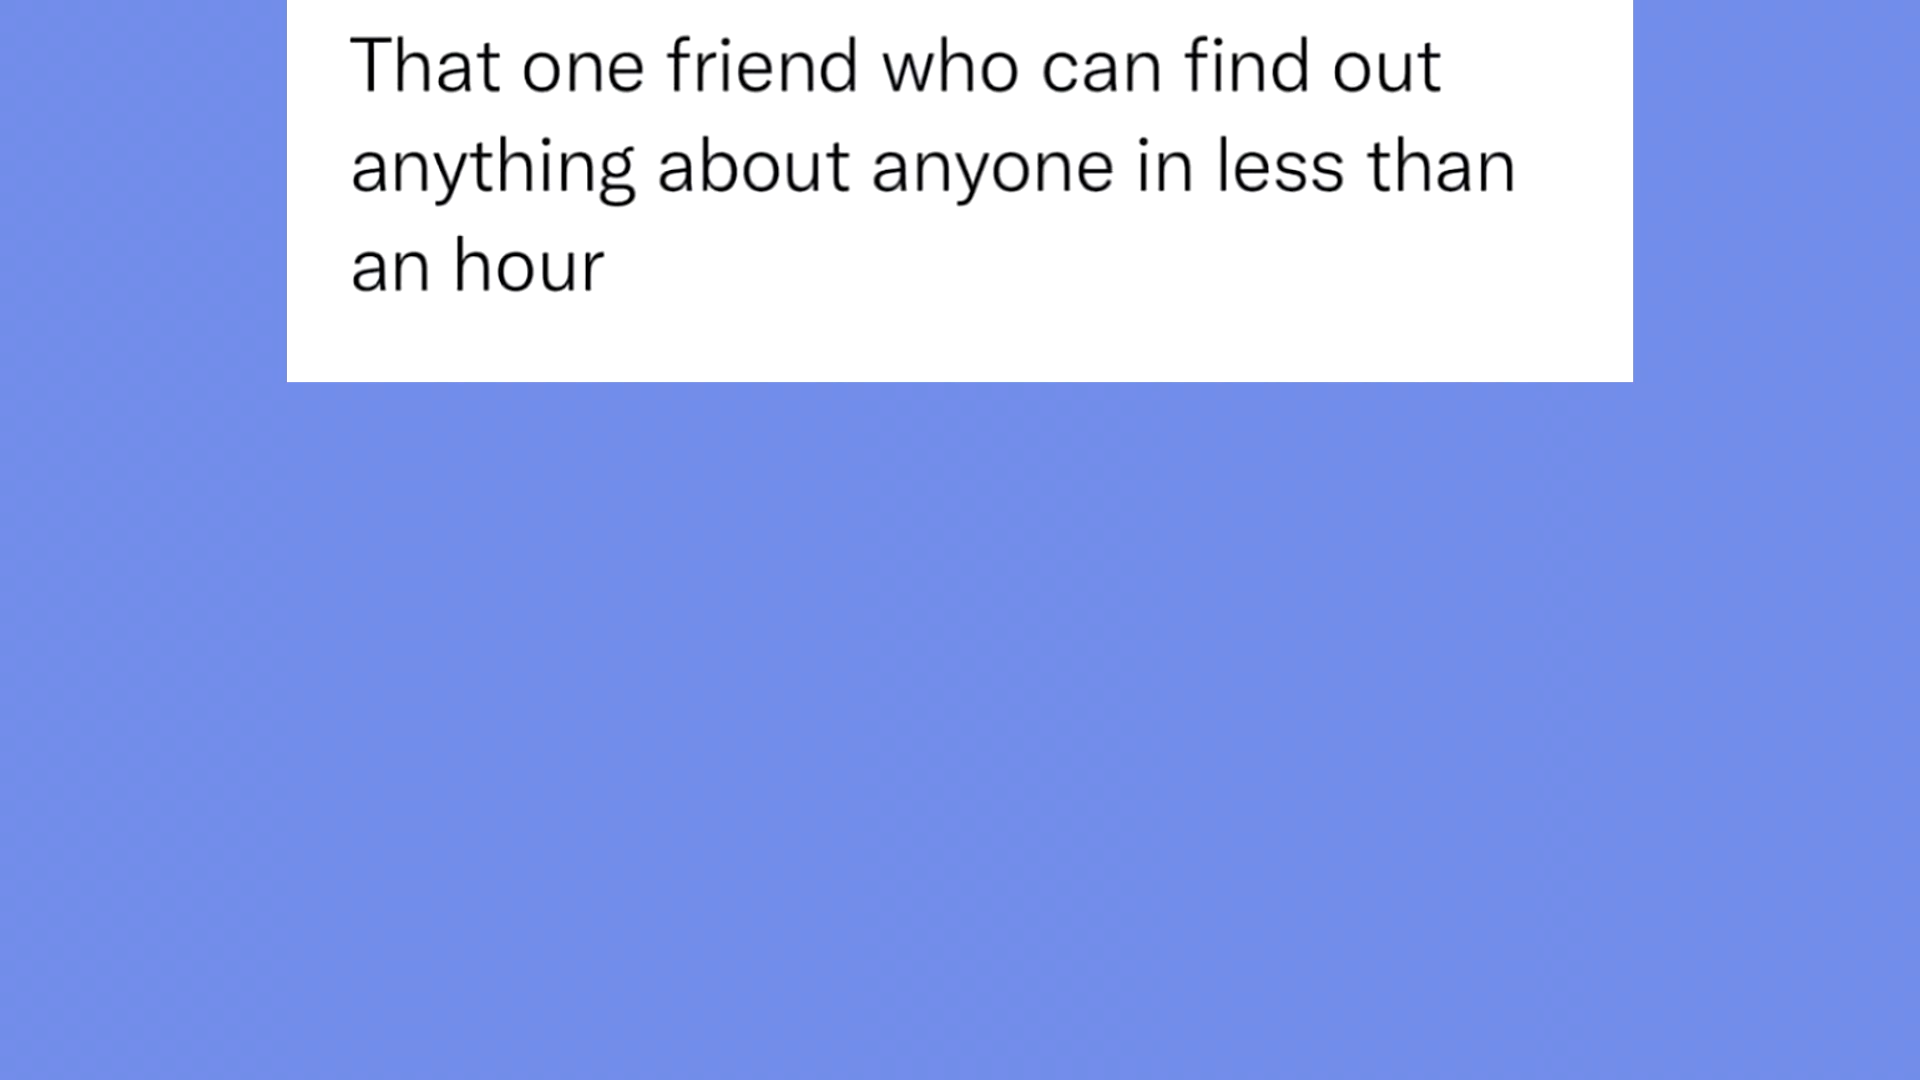 That one friend who can find out
anything about anyone in less than
an hour